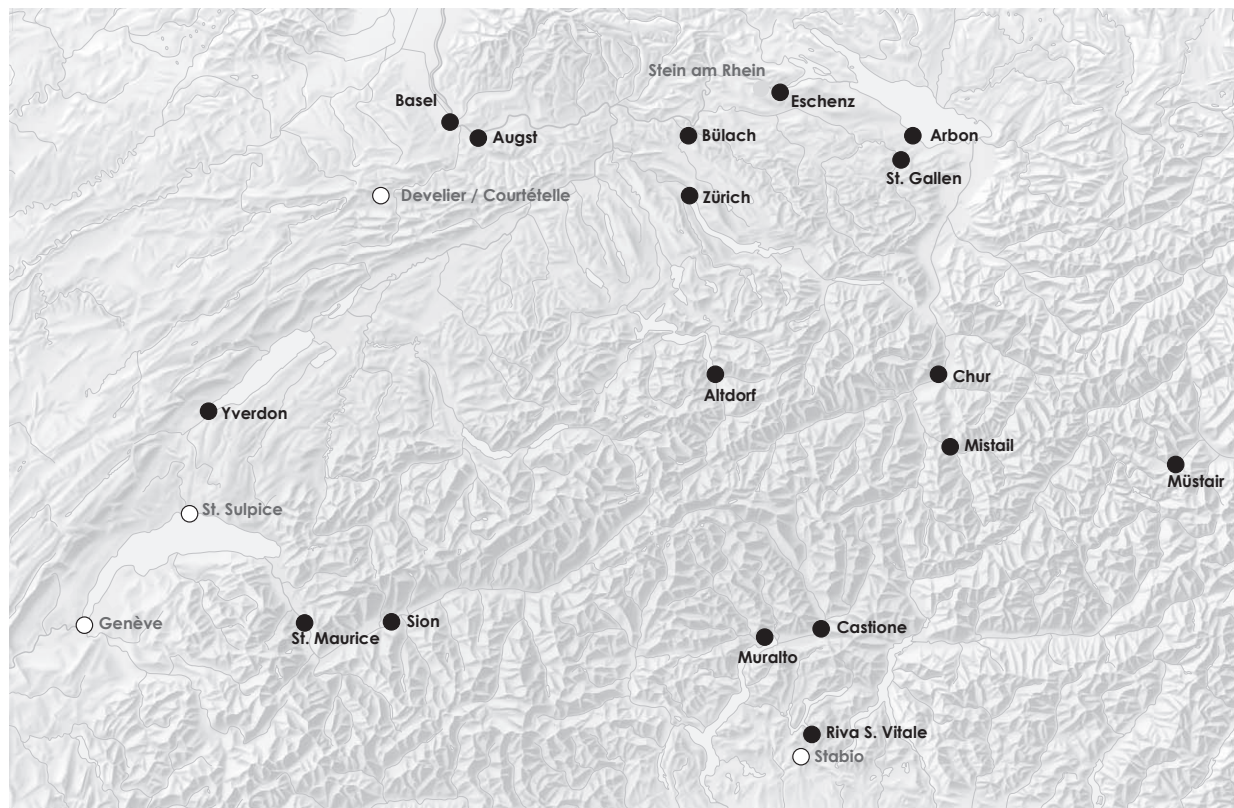 Stein am Rhein
Eschenz
Basel
Augst
Bülach
Arbon
St. Gallen
Develier / Courtételle
Zürich
Altdorf
Chur
Yverdon
Mistail
Müstair
St. Sulpice
Genève
St. Maurice
Sion
Castione
Muralto
Riva S. Vitale
Stabio